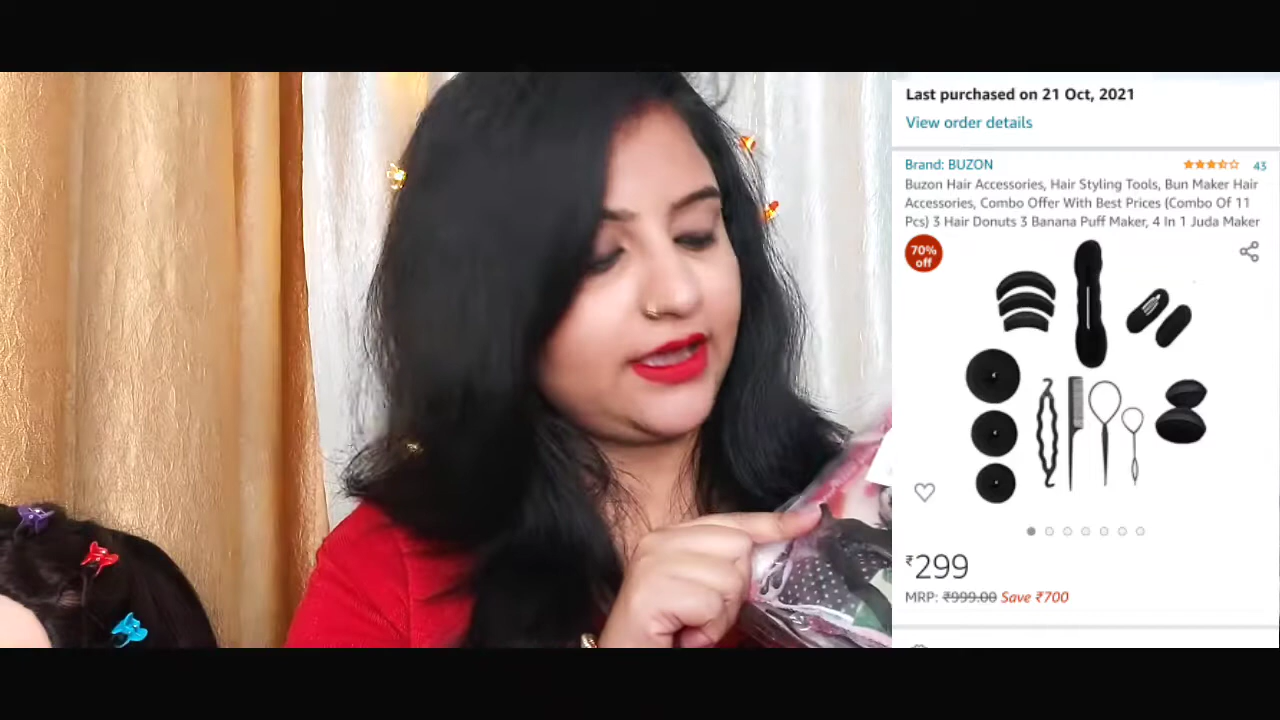 Last purchased on 21 Oct, 2021
View order details
Brand: BUZON
43
Buzon Hair Accessories, Hair Styling Tools, Bun Maker Hair
Accessories, Combo Offer With Best Prices (Combo Of 11
Pcs) 3 Hair Donuts 3 Banana Puff Maker, 4 In 1 Juda Maker
70%
off
₹299
MRP: ₹999.00 Save ₹700